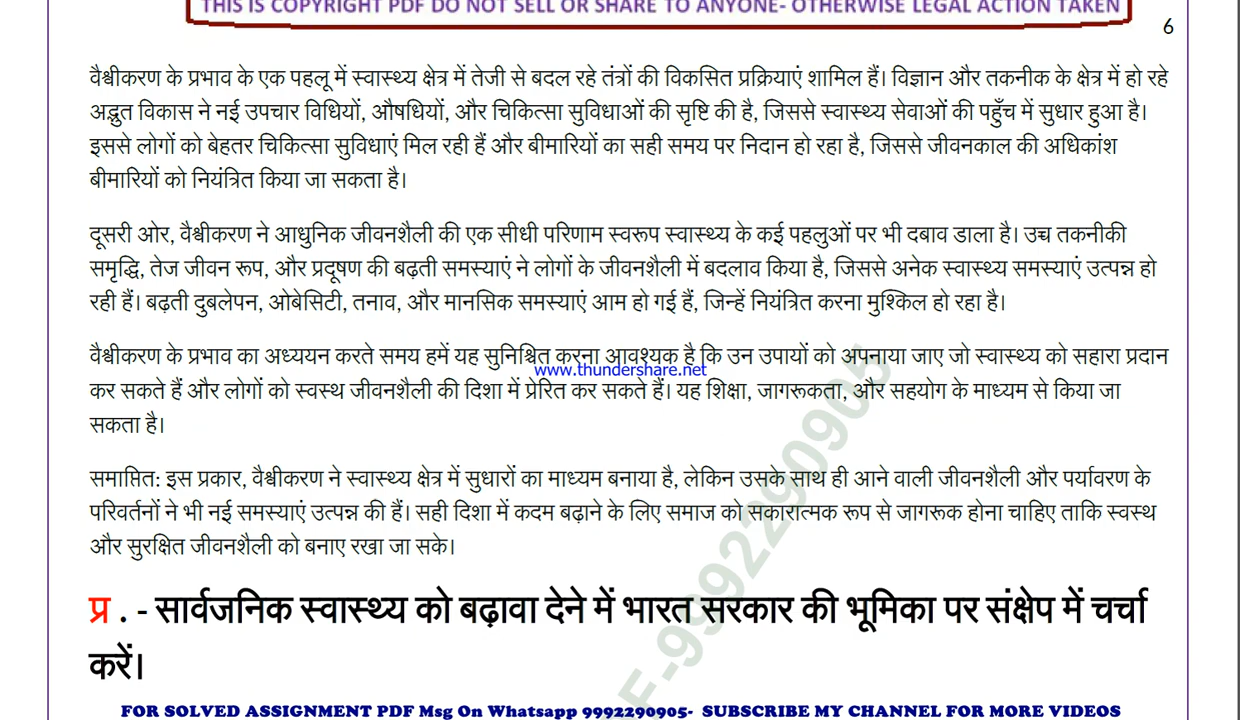 THIS IS COPYRIGHT PDF DO NOT SELL OR SHARE TO ANYONE- OTHERWISE LEGAL ACTION TAKEN
6
वैश्वीकरण के प्रभाव के एक पहलू में स्वास्थ्य क्षेत्र में तेजी से बदल रहे तंत्रों की विकसित प्रक्रियाएं शामिल हैं। विज्ञान और तकनीक के क्षेत्र में हो रहे
अद्भुत विकास ने नई उपचार विधियों, औषधियों, और चिकित्सा सुविधाओं की सृष्टि की है, जिससे स्वास्थ्य सेवाओं की पहुँच में सुधार हुआ है।
इससे लोगों को बेहतर चिकित्सा सुविधाएं मिल रही हैं और बीमारियों का सही समय पर निदान हो रहा है, जिससे जीवनकाल की अधिकांश
बीमारियों को नियंत्रित किया जा सकता है।
दूसरी ओर, वैश्वीकरण ने आधुनिक जीवनशैली की एक सीधी परिणाम स्वरूप स्वास्थ्य के कई पहलुओं पर भी दबाव डाला है। उच्च तकनीकी
समृद्धि, तेज जीवन रूप, और प्रदूषण की बढ़ती समस्याएं ने लोगों के जीवनशैली में बदलाव किया है, जिससे अनेक स्वास्थ्य समस्याएं उत्पन्न हो
रही हैं। बढ़ती दुबलेपन, ओबेसिटी, तनाव, और मानसिक समस्याएं आम हो गई हैं, जिन्हें नियंत्रित करना मुश्किल हो रहा है।
वैश्वीकरण के प्रभाव का अध्ययन करते समय हमें यह सुनिश्चित करना आवश्यक है कि उन उपायों को अपनाया जाए जो स्वास्थ्य को सहारा प्रदान
www.thundershare.net
कर सकते हैं और लोगों को स्वस्थ जीवनशैली की दिशा में प्रेरित कर सकते हैं। यह शिक्षा, जागरूकता, और सहयोग के माध्यम से किया जा
सकता है।
समाप्ति: इस प्रकार, वैश्वीकरण ने स्वास्थ्य क्षेत्र में सुधारों का माध्यम बनाया है, लेकिन उसके साथ ही आने वाली जीवनशैली और पर्यावरण के
परिवर्तनों ने भी नई समस्याएं उत्पन्न की हैं। सही दिशा में कदम बढ़ाने के लिए समाज को सकारात्मक रूप से जागरूक होना चाहिए ताकि स्वस्थ
और सुरक्षित जीवनशैली को बनाए रखा जा सके।
प्र . - सार्वजनिक स्वास्थ्य को बढ़ावा देने में भारत सरकार की भूमिका पर संक्षेप में चर्चा
करें।
FOR SOLVED ASSIGNMENT PDF Msg On Whatsapp 9992290905- SUBSCRIBE MY CHANNEL FOR MORE VIDEOS
F-9992290905